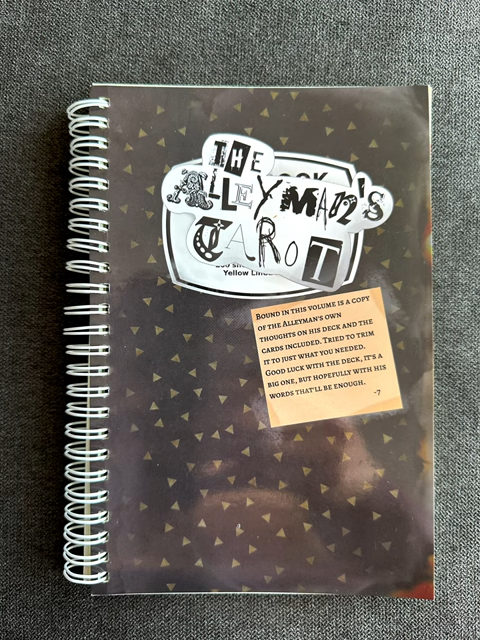 THE
ALLEYMAN'S
TAROT
Yellow Line
BOUND IN THIS VOLUME IS A COPY
OF THE ALLEYMAN'S OWN
THOUGHTS ON HIS DECK AND THE
CARDS INCLUDED. TRIED TO TRIM
IT TO JUST WHAT YOU NEEDED.
GOOD LUCK WITH THE DECK, IT'S A
BIG ONE, BUT HOPEFULLY WITH HIS
WORDS THAT'LL BE ENOUGH.
-7